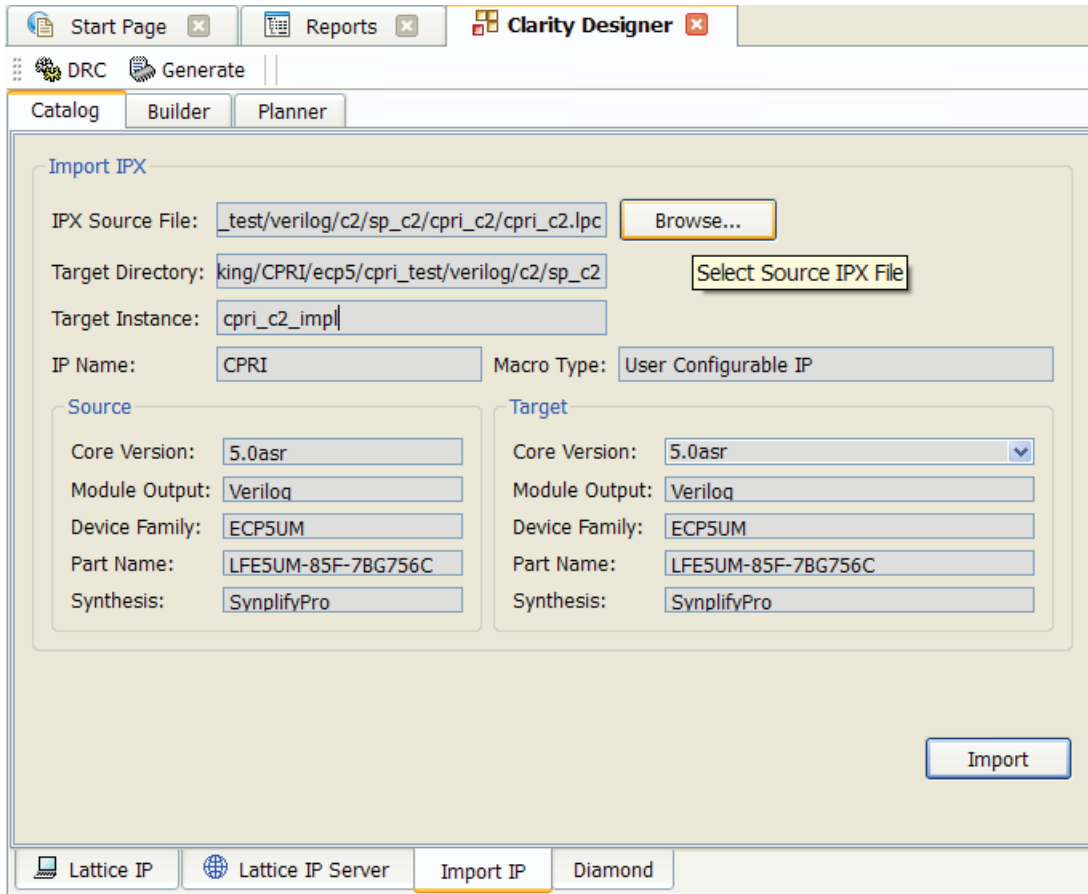 Start Page Reports Clarity Designer
DRC Generate
Catalog Builder Planner
Import IPX
IPX Source File: _test/verilog/c2/sp_c2/cpri_c2/cpri_c2.lpc Browse...
Target Directory: king/CPRI/ecp5/cpri_test/verilog/c2/sp_c2 Select Source IPX File
Target Instance: cpri_c2_impl
IP Name: CPRI Macro Type: User Configurable IP
Source Target
Core Version: 5.0asr Core Version: 5.0asr
Module Output: Verilog Module Output: Verilog
Device Family: ECP5UM Device Family: ECP5UM
Part Name: LFE5UM-85F-7BG756C Part Name: LFE5UM-85F-7BG756C
Synthesis: SynplifyPro Synthesis: SynplifyPro
Import
Lattice IP Lattice IP Server Import IP Diamond